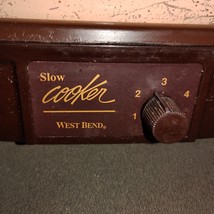 Slow
cooker
WEST BEND®
1 2 3 4